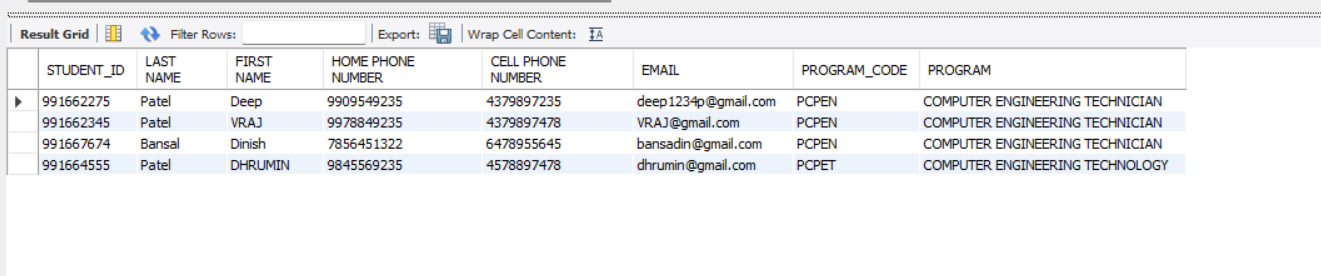 Result Grid Filter Rows: Export: Wrap Cell Content: IA
STUDENT_ID LAST NAME FIRST NAME HOME PHONE NUMBER CELL PHONE NUMBER EMAIL PROGRAM_CODE PROGRAM
991662275 Patel Deep 9909549235 4379897235 deep1234p@gmail.com PCPEN COMPUTER ENGINEERING TECHNICIAN
991662345 Patel VRAJ 9978849235 4379897478 VRAJ@gmail.com PCPEN COMPUTER ENGINEERING TECHNICIAN
991667674 Bansal Dinish 7856451322 6478955645 bansadin@gmail.com PCPEN COMPUTER ENGINEERING TECHNICIAN
991664555 Patel DHRUMIN 9845569235 4578897478 dhrumin@gmail.com PCPET COMPUTER ENGINEERING TECHNOLOGY